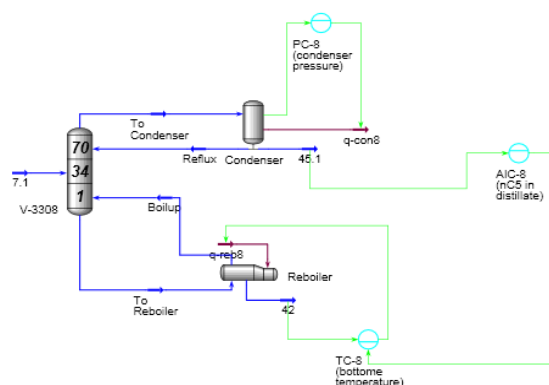 PC-8
(condenser
pressure)
To
Condenser
q-con8
70
Reflux
Condenser
45.1
34
7.1
AIC-8
(nC5 in
distillate)
1
Boilup
V-3308
q-reb8
Reboiler
To
Reboiler
42
TC-8
(bottome
temperature)